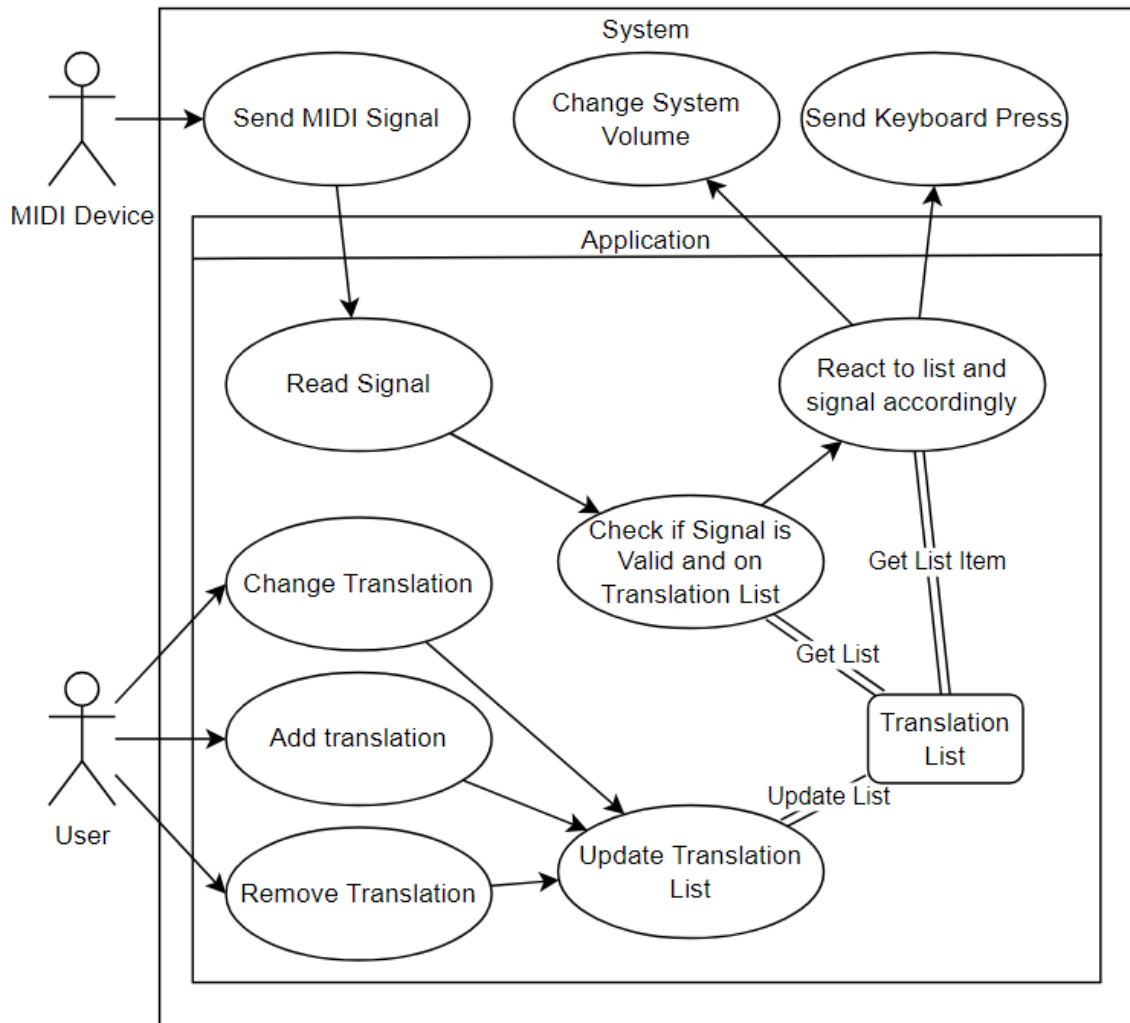 System
Send MIDI Signal
Change System
Volume
Send Keyboard Press
MIDI Device
Application
Read Signal
React to list and
signal accordingly
Check if Signal is
Valid and on
Translation List
Get List Item
Change Translation
Get List
Add translation
Translation
List
Update List
User
Remove Translation
Update Translation
List